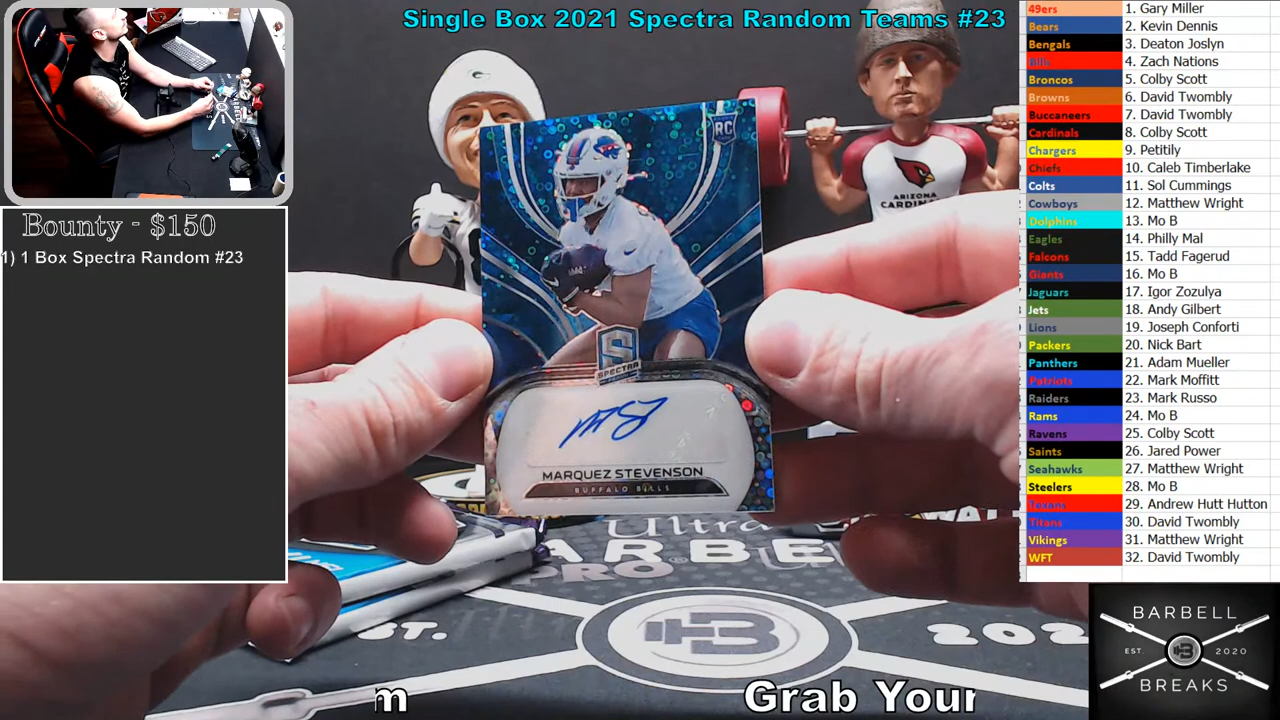 Single Box 2021 Spectra Random Teams #23
Bounty - $150
1) 1 Box Spectra Random #23
RC
ARIZONA
CARDIN
S
SPECTRA
MARQUEZ STEVENSON
BUFFALO BILLS
Ultra
PRO
ARBE
EST.
202
m
Grab Your
49ers 1. Gary Miller
Bears 2. Kevin Dennis
Bengals 3. Deaton Joslyn
Bills 4. Zach Nations
Broncos 5. Colby Scott
Browns 6. David Twombly
Buccaneers 7. David Twombly
Cardinals 8. Colby Scott
Chargers 9. Petitily
Chiefs 10. Caleb Timberlake
Colts 11. Sol Cummings
Cowboys 12. Matthew Wright
Dolphins 13. Mo B
Eagles 14. Philly Mal
Falcons 15. Tadd Fagerud
Giants 16. Mo B
Jaguars 17. Igor Zozulya
Jets 18. Andy Gilbert
Lions 19. Joseph Conforti
Packers 20. Nick Bart
Panthers 21. Adam Mueller
Patriots 22. Mark Moffitt
Raiders 23. Mark Russo
Rams 24. Mo B
Ravens 25. Colby Scott
Saints 26. Jared Power
Seahawks 27. Matthew Wright
Steelers 28. Mo B
Texans 29. Andrew Hutt Hutton
Titans 30. David Twombly
Vikings 31. Matthew Wright
WFT 32. David Twombly
BARBELL
EST. 2020
BREAKS